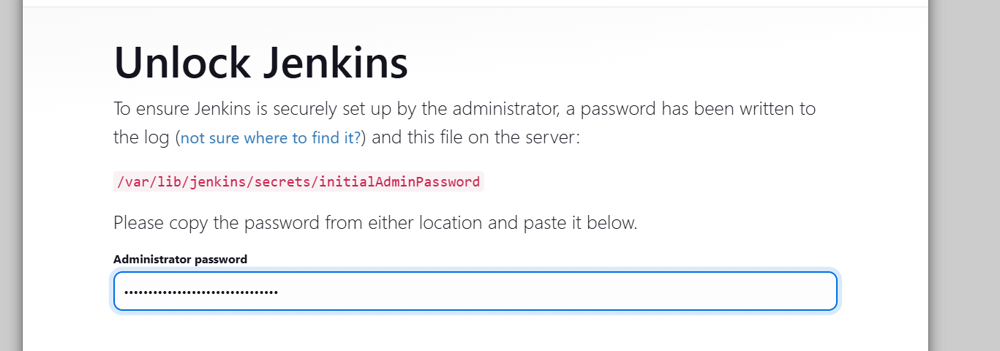 Unlock Jenkins
To ensure Jenkins is securely set up by the administrator, a password has been written to
the log (not sure where to find it?) and this file on the server:
/var/lib/jenkins/secrets/initialAdminPassword
Please copy the password from either location and paste it below.
Administrator password
••••••••••••••••••••••••••••••••